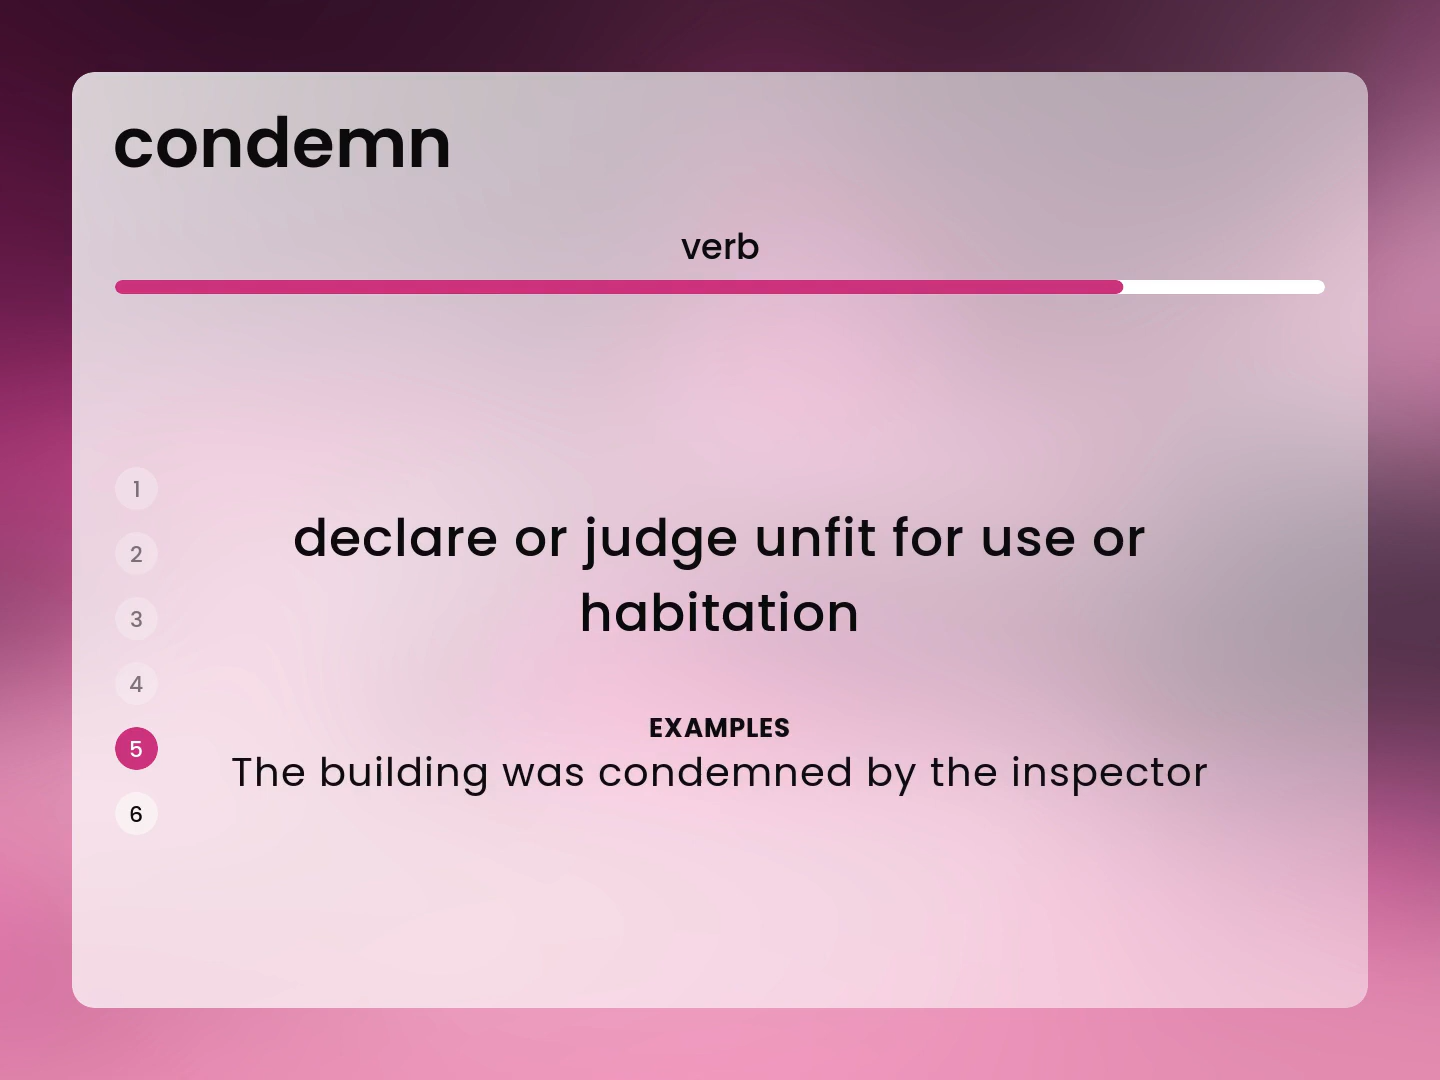 condemn
verb
1
2
3
4
5
6
declare or judge unfit for use or
habitation
EXAMPLES
The building was condemned by the inspector